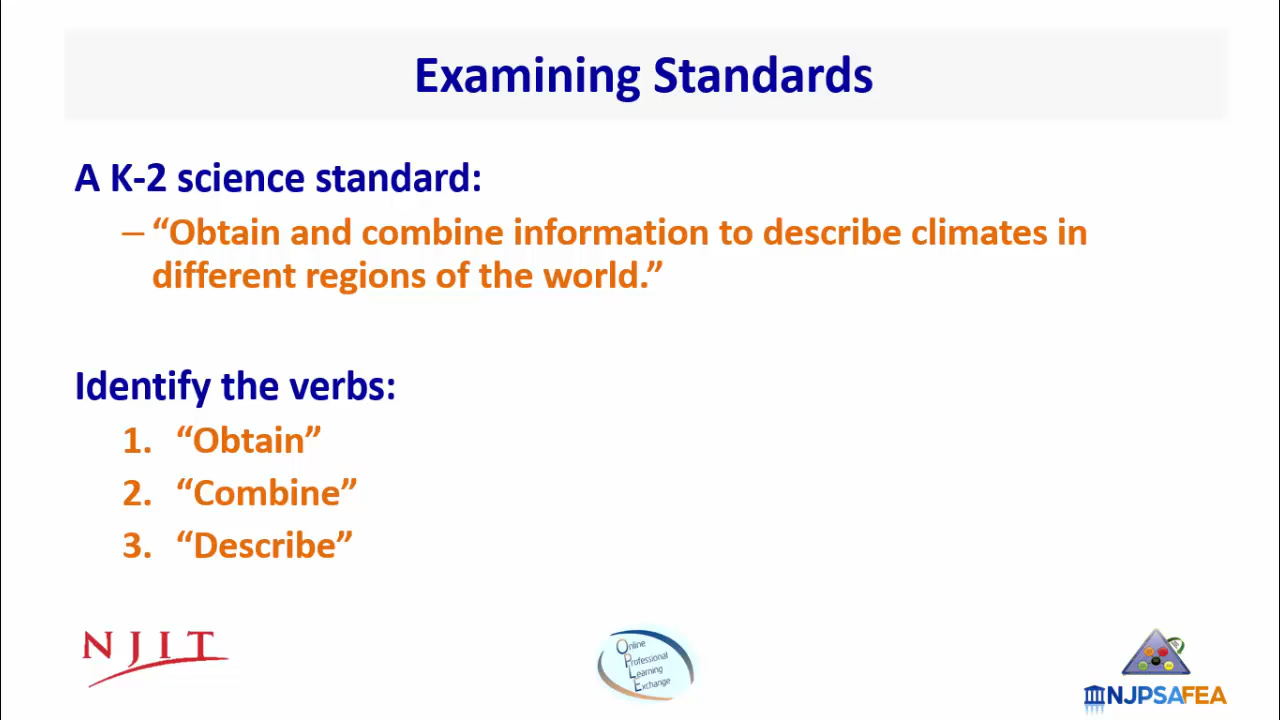 Examining Standards
A K-2 science standard:
– “Obtain and combine information to describe climates in
different regions of the world.”
Identify the verbs:
1. “Obtain”
2. “Combine”
3. “Describe”
NJIT
Online
Professional
Learning
Exchange
NJPSAFEA